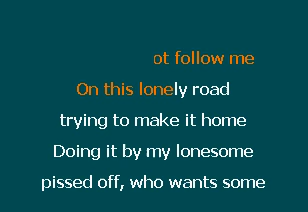 ot follow me
On this lonely road
trying to make it home
Doing it by my lonesome
pissed off, who wants some